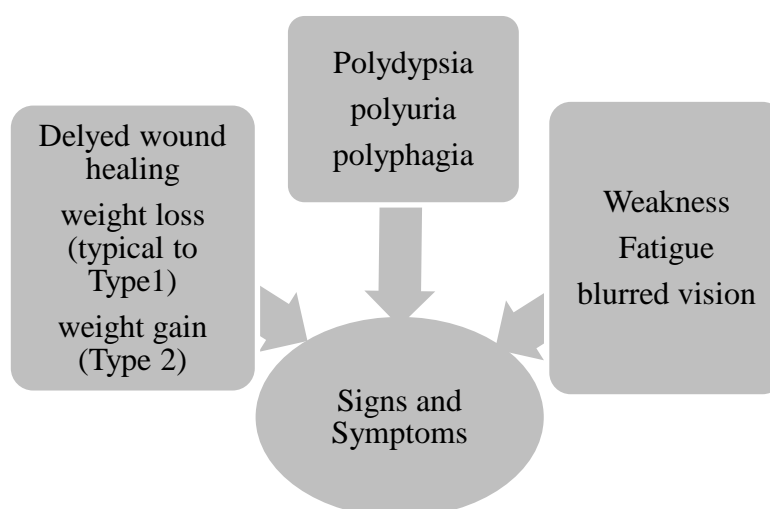 Delyed wound
healing
weight loss
(typical to
Type1)
weight gain
(Type 2)
Polydypsia
polyuria
polyphagia
Weakness
Fatigue
blurred vision
Signs and
Symptoms